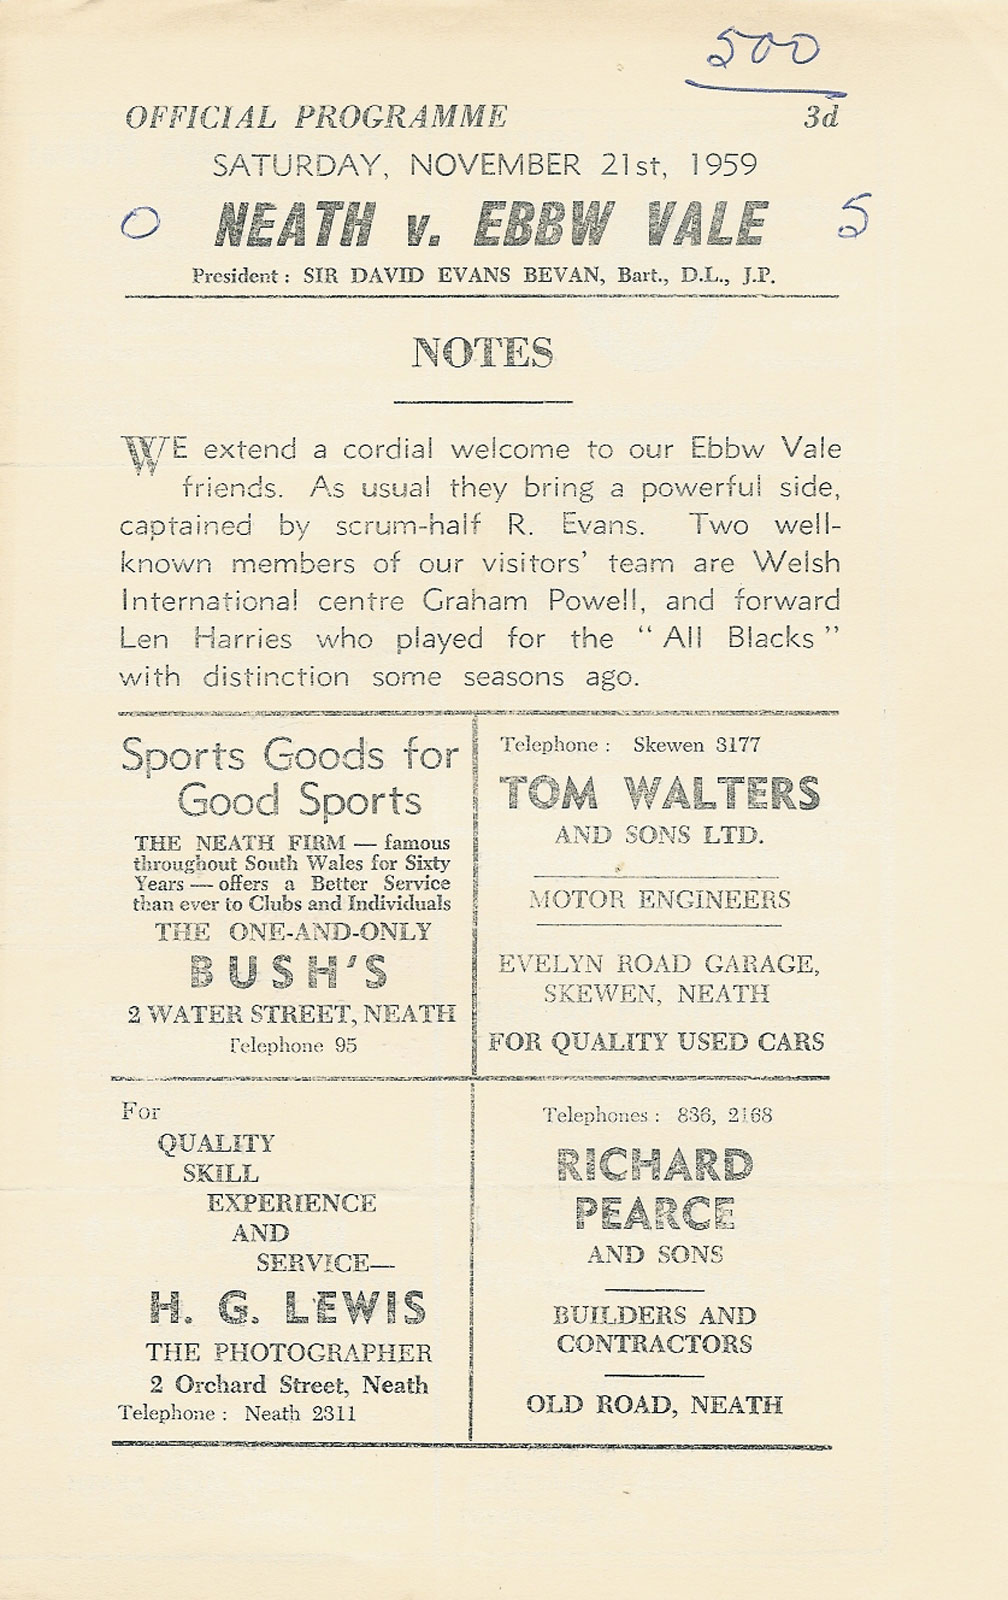 500
OFFICIAL PROGRAMME 3d
SATURDAY, NOVEMBER 21st, 1959
0 NEATH v. EBBW VALE 5
President : SIR DAVID EVANS BEVAN, Bart., D.L., J.P.
NOTES
WE extend a cordial welcome to our Ebbw Vale
friends. As usual they bring a powerful side,
captained by scrum-half R. Evans. Two well-
known members of our visitors' team are Welsh
International centre Graham Powell, and forward
Len Harries who played for the "All Blacks"
with distinction some seasons ago.
Sports Goods for
Good Sports
THE NEATH FIRM — famous
throughout South Wales for Sixty
Years — offers a Better Service
than ever to Clubs and Individuals
THE ONE-AND-ONLY
BUSH'S
2 WATER STREET, NEATH
Telephone 95
Telephone : Skewen 3177
TOM WALTERS
AND SONS LTD.
MOTOR ENGINEERS
EVELYN ROAD GARAGE,
SKEWEN, NEATH
FOR QUALITY USED CARS
For
QUALITY
SKILL
EXPERIENCE
AND
SERVICE—
H. G. LEWIS
THE PHOTOGRAPHER
2 Orchard Street, Neath
Telephone : Neath 2311
Telephones : 836, 2168
RICHARD
PEARCE
AND SONS
BUILDERS AND
CONTRACTORS
OLD ROAD, NEATH